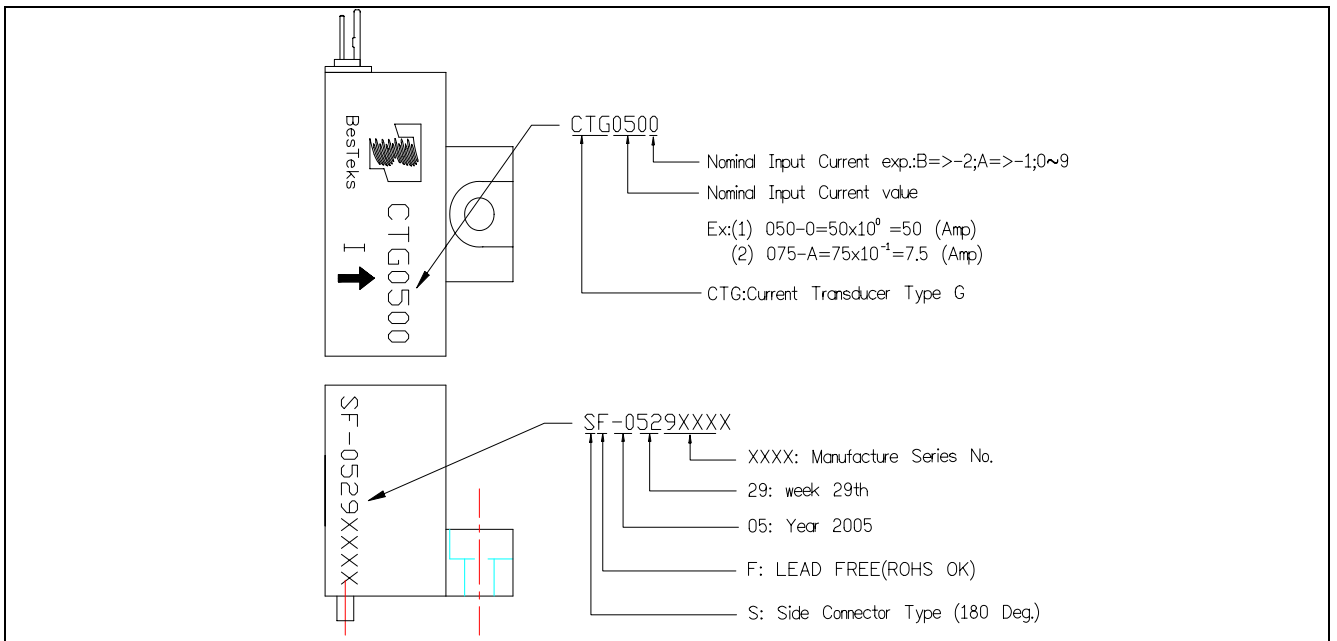 BesTeks
I
CTG0500
CTG0500
Nominal Input Current exp.:B=>-2;A=>-1;0~9
Nominal Input Current value
Ex:(1) 050-0=50x10⁰ =50 (Amp)
(2) 075-A=75x10⁻¹=7.5 (Amp)
CTG:Current Transducer Type G
SF-0529XXXX
SF-0529XXXX
XXXX: Manufacture Series No.
29: week 29th
05: Year 2005
F: LEAD FREE(ROHS OK)
S: Side Connector Type (180 Deg.)